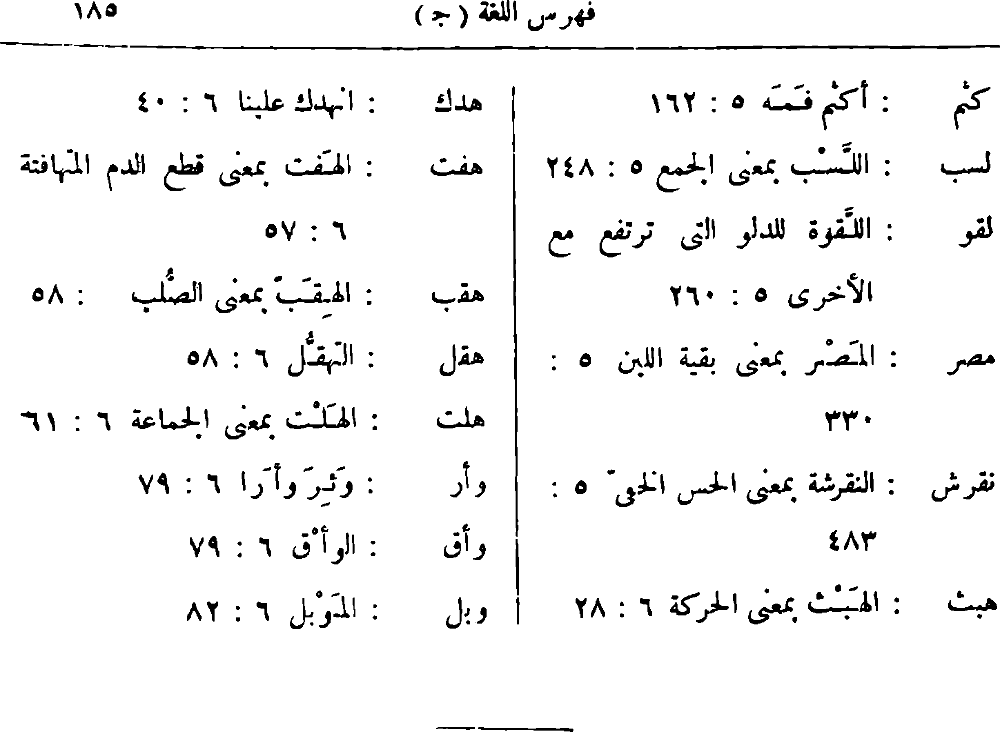 فهرس اللغة ( ج )
١٨٥
كثم : أكثم فَمَه ٥ : ١٦٢
لسب : اللَّسْب بمعنى الجمع ٥ : ٢٤٨
لقو : اللَّقوة للدلو التى ترتفع مع
الأخرى ٥ : ٢٦٠
مصر : المَصْر بمعنى بقية اللبن ٥ :
٣٣٠
نقرش : النقرشة بمعنى الحس الخفىّ ٥ :
٤٨٣
هبث : الهَبْث بمعنى الحركة ٦ : ٢٨
هدك : انهدك علينا ٦ : ٤٠
هفت : الهَفت بمعنى قطع الدم المتهافتة
٦ : ٥٧
هقب : الهِقَبّ بمعنى الصُّلب : ٥٨
هقل : التهقُّل ٦ : ٥٨
هلت : الهَلْت بمعنى الجماعة ٦ : ٦١
وأر : وَئِرَ وأرَا ٦ : ٧٩
وأق : الوأْق ٦ : ٧٩
وبل : المَوْبل ٦ : ٨٢